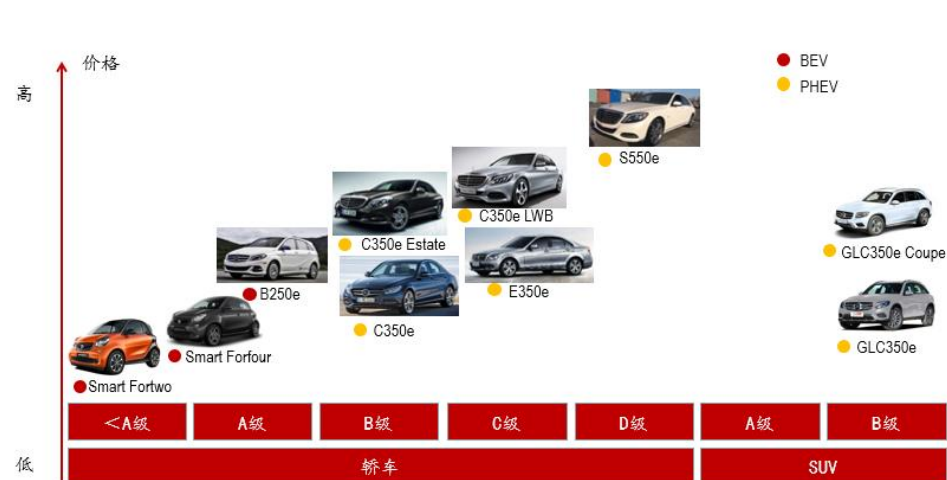 价格
高
BEV
PHEV
S550e
C350e LWB
C350e Estate
GLC350e Coupe
B250e
E350e
C350e
GLC350e
Smart Forfour
Smart Fortwo
<A级 A级 B级 C级 D级 A级 B级
低
轿车 SUV